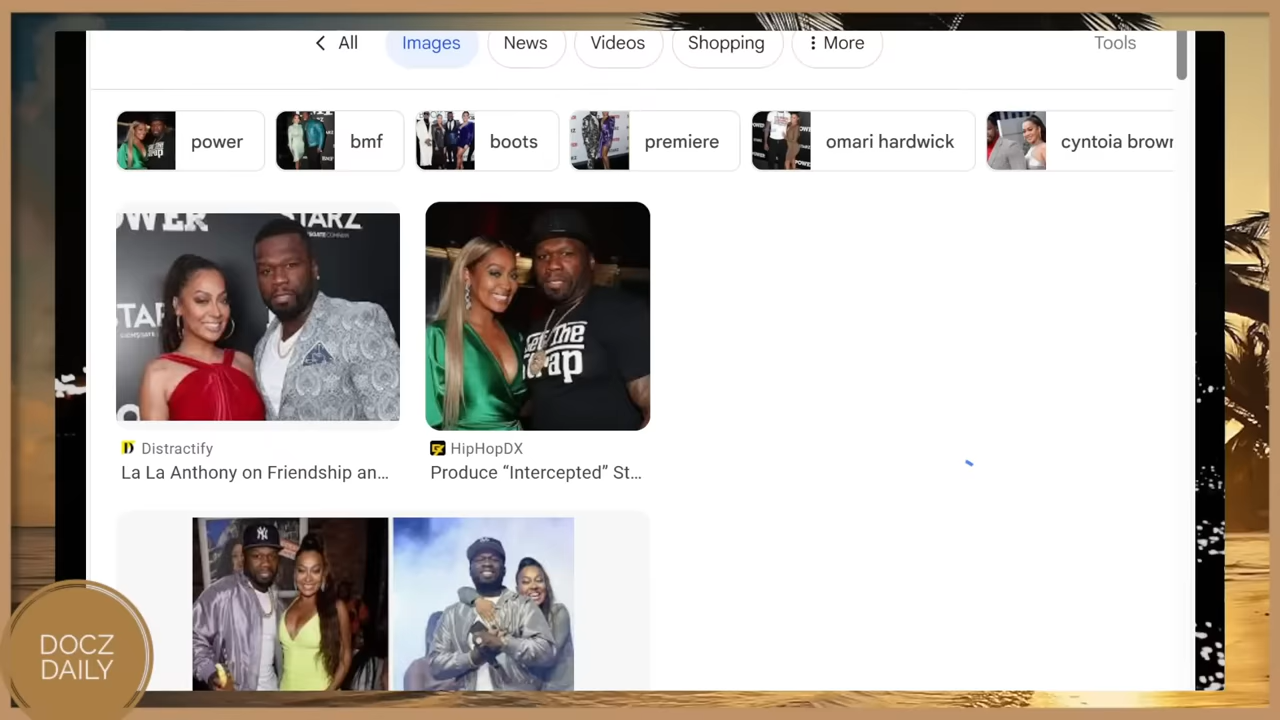 All
Images
News
Videos
Shopping
More
Tools
power
bmf
boots
premiere
omari hardwick
cyntoia brown
STARZ
Distractify
La La Anthony on Friendship an...
HipHopDX
Produce “Intercepted” St...
DOCZ
DAILY